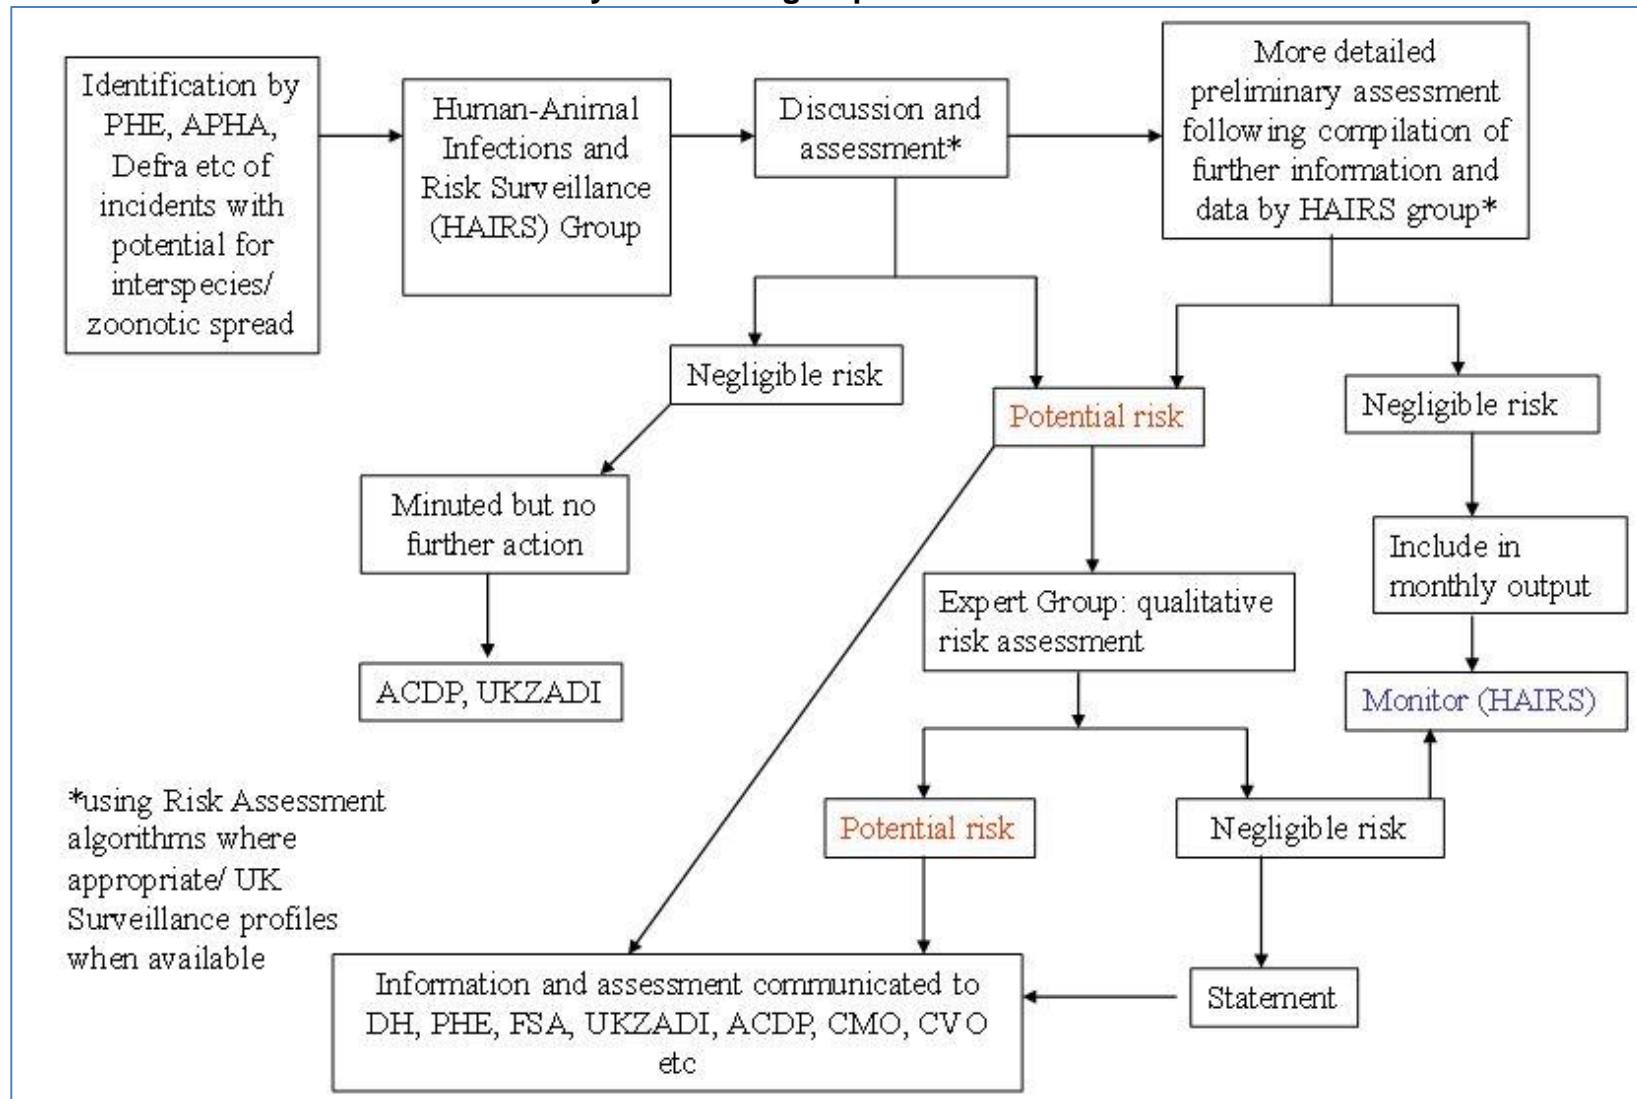 Identification by
PHE, APHA,
Defra etc of
incidents with
potential for
interspecies/
zoonotic spread
Human-Animal
Infections and
Risk Surveillance
(HAIRS) Group
Discussion and
assessment*
More detailed
preliminary assessment
following compilation of
further information and
data by HAIRS group*
Negligible risk
Potential risk
Negligible risk
Minuted but no
further action
Include in
monthly output
Expert Group: qualitative
risk assessment
ACDP, UKZADI
Monitor (HAIRS)
*using Risk Assessment
algorithms where
appropriate/ UK
Surveillance profiles
when available
Potential risk
Negligible risk
Information and assessment communicated to
DH, PHE, FSA, UKZADI, ACDP, CMO, CVO
etc
Statement